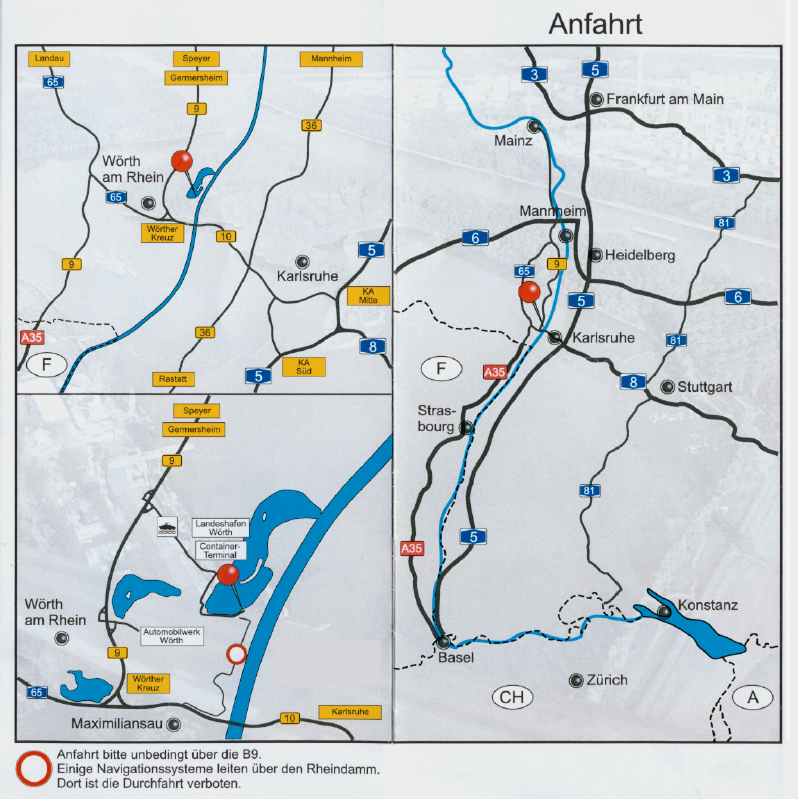 Anfahrt
Landau
Speyer
Germersheim
Mannheim
65
9
36
Wörth
am Rhein
65
Wörther
Kreuz
10
9
Karlsruhe
5
KA
Mitte
A35
36
8
F
KA
Süd
Rastatt
5
Speyer
Germersheim
9
Landeshafen
Wörth
Container-
Terminal
Wörth
am Rhein
Automobilwerk
Wörth
9
Wörther
Kreuz
65
Karlsruhe
10
Maximiliansau
3
5
Frankfurt am Main
Mainz
3
Mannheim
81
6
Heidelberg
9
65
5
6
Karlsruhe
81
F
A35
8
Stuttgart
Stras-
bourg
81
5
A35
Konstanz
Basel
Zürich
CH
A
Anfahrt bitte unbedingt über die B9.
Einige Navigationssysteme leiten über den Rheindamm.
Dort ist die Durchfahrt verboten.